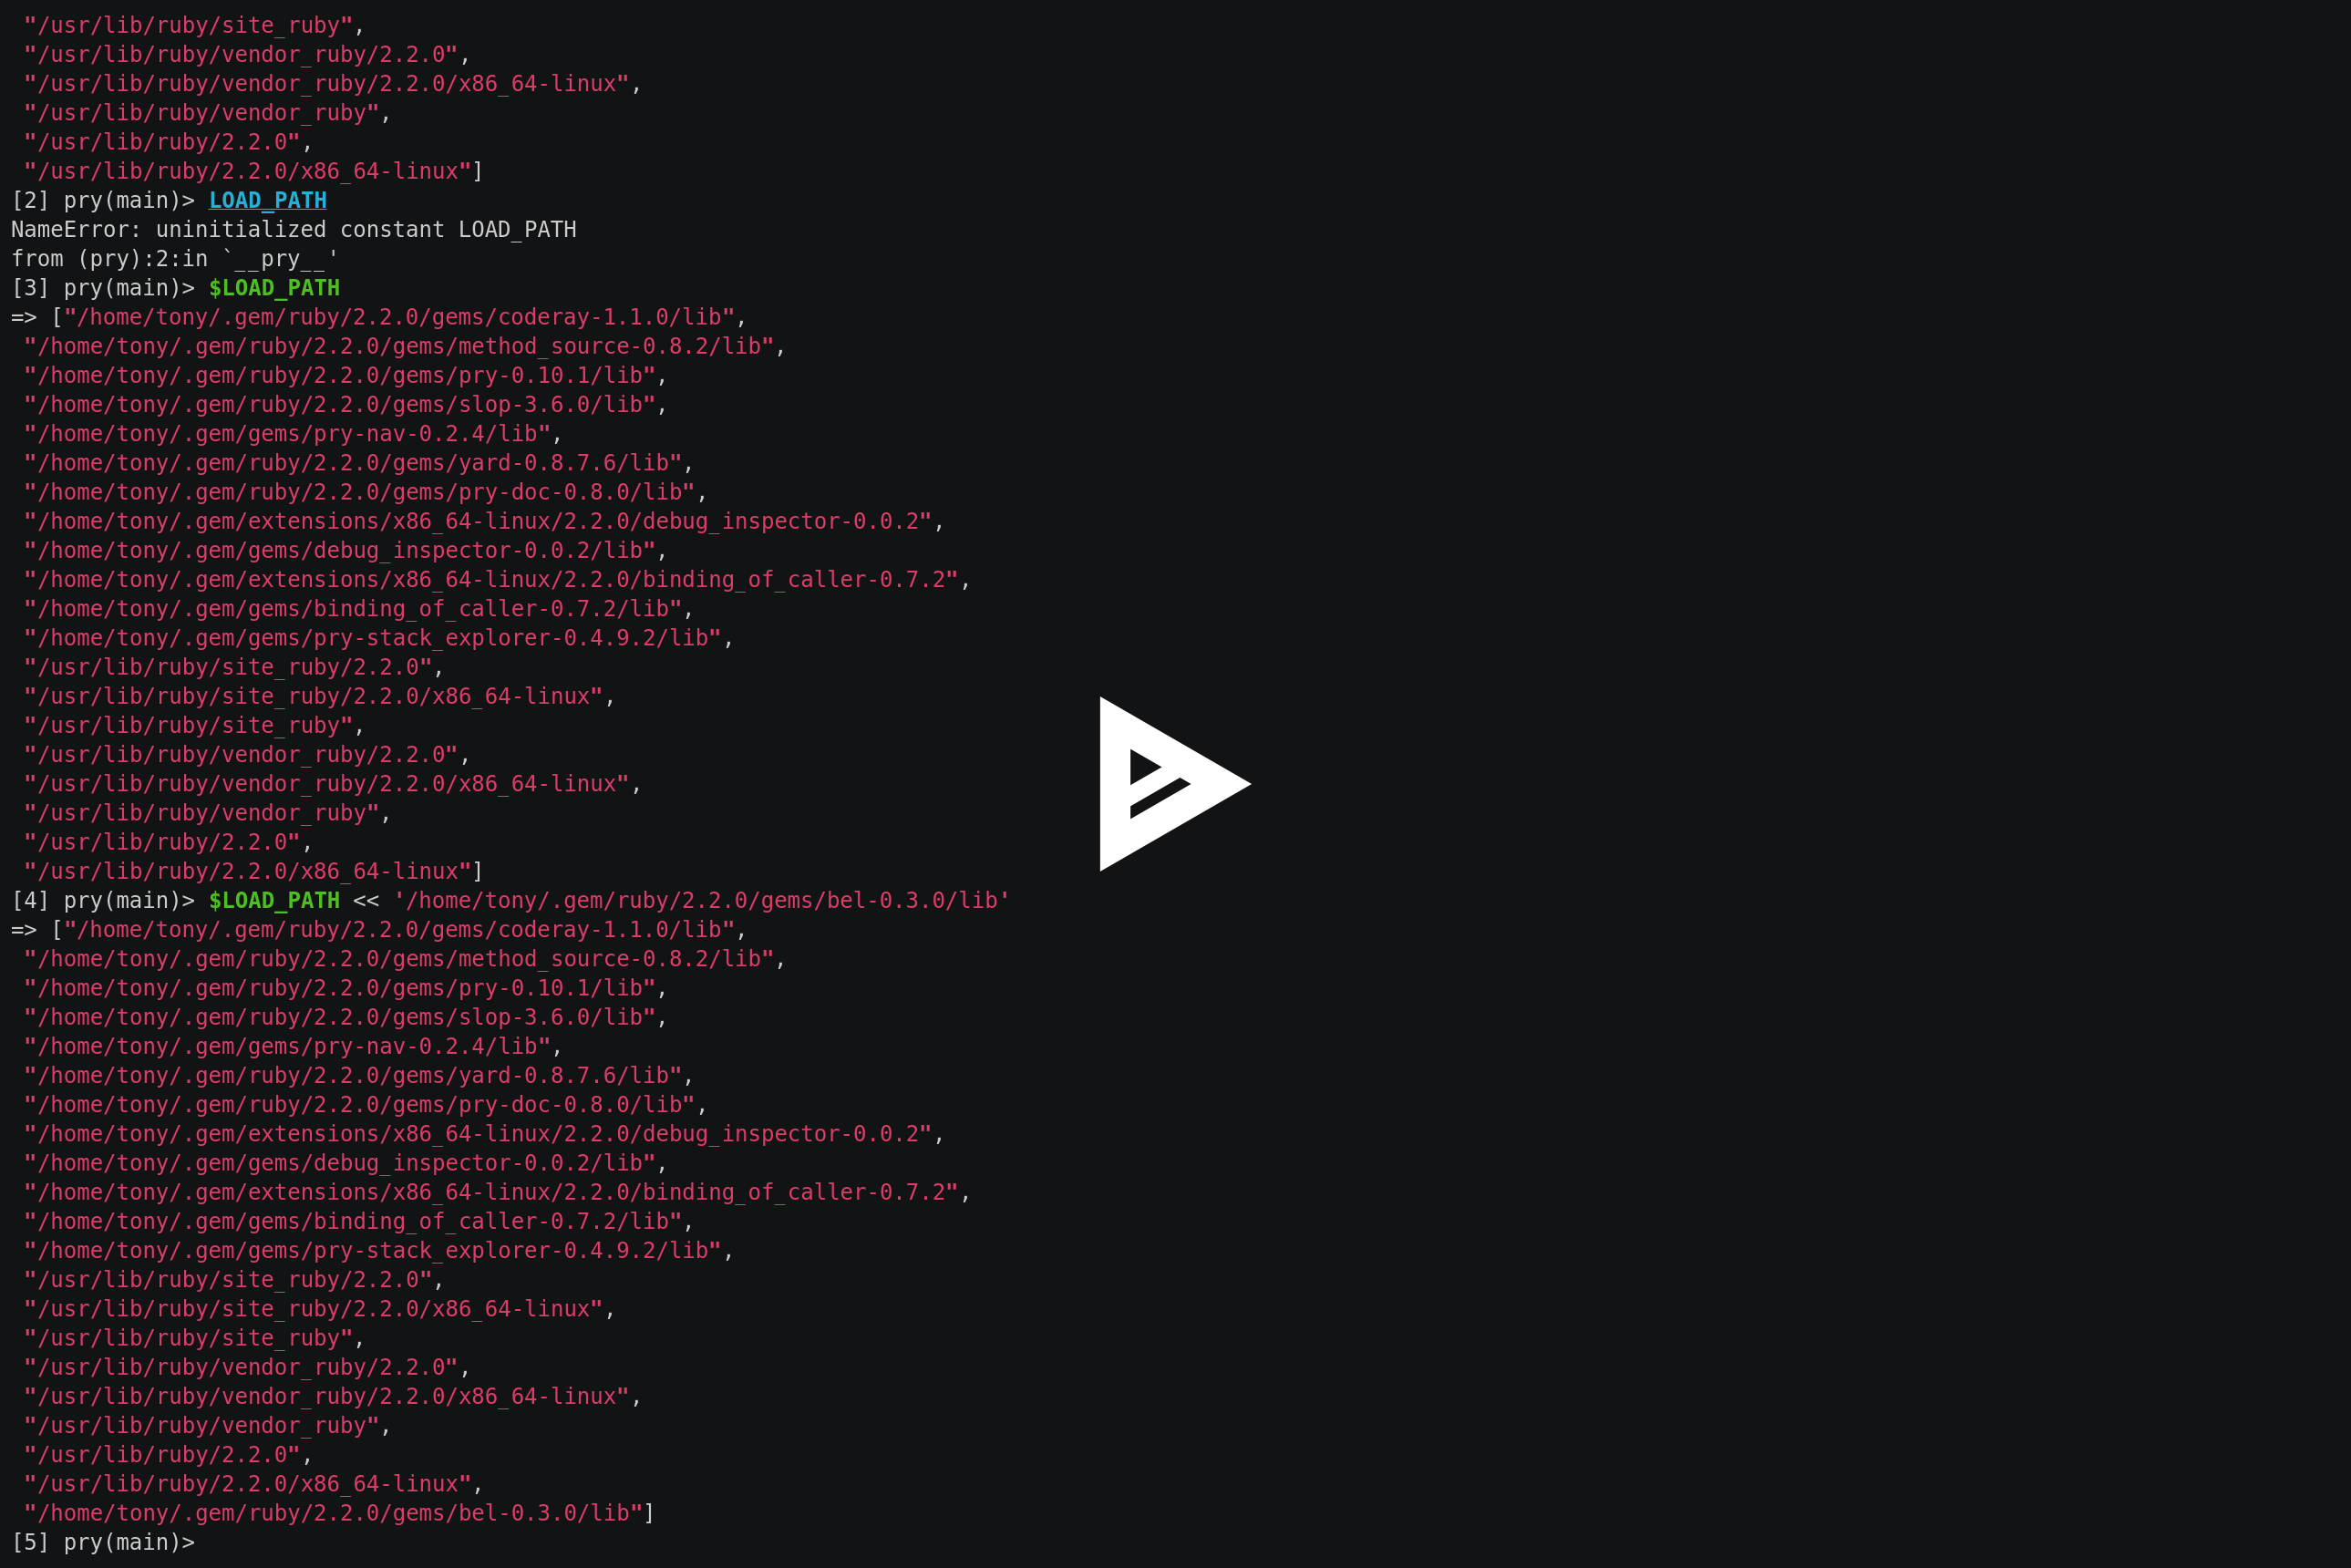 "/usr/lib/ruby/site_ruby",
"/usr/lib/ruby/vendor_ruby/2.2.0",
"/usr/lib/ruby/vendor_ruby/2.2.0/x86_64-linux",
"/usr/lib/ruby/vendor_ruby",
"/usr/lib/ruby/2.2.0",
"/usr/lib/ruby/2.2.0/x86_64-linux"]
[2] pry(main)> LOAD_PATH
NameError: uninitialized constant LOAD_PATH
from (pry):2:in `__pry__'
[3] pry(main)> $LOAD_PATH
=> ["/home/tony/.gem/ruby/2.2.0/gems/coderay-1.1.0/lib",
"/home/tony/.gem/ruby/2.2.0/gems/method_source-0.8.2/lib",
"/home/tony/.gem/ruby/2.2.0/gems/pry-0.10.1/lib",
"/home/tony/.gem/ruby/2.2.0/gems/slop-3.6.0/lib",
"/home/tony/.gem/gems/pry-nav-0.2.4/lib",
"/home/tony/.gem/ruby/2.2.0/gems/yard-0.8.7.6/lib",
"/home/tony/.gem/ruby/2.2.0/gems/pry-doc-0.8.0/lib",
"/home/tony/.gem/extensions/x86_64-linux/2.2.0/debug_inspector-0.0.2",
"/home/tony/.gem/gems/debug_inspector-0.0.2/lib",
"/home/tony/.gem/extensions/x86_64-linux/2.2.0/binding_of_caller-0.7.2",
"/home/tony/.gem/gems/binding_of_caller-0.7.2/lib",
"/home/tony/.gem/gems/pry-stack_explorer-0.4.9.2/lib",
"/usr/lib/ruby/site_ruby/2.2.0",
"/usr/lib/ruby/site_ruby/2.2.0/x86_64-linux",
"/usr/lib/ruby/site_ruby",
"/usr/lib/ruby/vendor_ruby/2.2.0",
"/usr/lib/ruby/vendor_ruby/2.2.0/x86_64-linux",
"/usr/lib/ruby/vendor_ruby",
"/usr/lib/ruby/2.2.0",
"/usr/lib/ruby/2.2.0/x86_64-linux"]
[4] pry(main)> $LOAD_PATH << '/home/tony/.gem/ruby/2.2.0/gems/bel-0.3.0/lib'
=> ["/home/tony/.gem/ruby/2.2.0/gems/coderay-1.1.0/lib",
"/home/tony/.gem/ruby/2.2.0/gems/method_source-0.8.2/lib",
"/home/tony/.gem/ruby/2.2.0/gems/pry-0.10.1/lib",
"/home/tony/.gem/ruby/2.2.0/gems/slop-3.6.0/lib",
"/home/tony/.gem/gems/pry-nav-0.2.4/lib",
"/home/tony/.gem/ruby/2.2.0/gems/yard-0.8.7.6/lib",
"/home/tony/.gem/ruby/2.2.0/gems/pry-doc-0.8.0/lib",
"/home/tony/.gem/extensions/x86_64-linux/2.2.0/debug_inspector-0.0.2",
"/home/tony/.gem/gems/debug_inspector-0.0.2/lib",
"/home/tony/.gem/extensions/x86_64-linux/2.2.0/binding_of_caller-0.7.2",
"/home/tony/.gem/gems/binding_of_caller-0.7.2/lib",
"/home/tony/.gem/gems/pry-stack_explorer-0.4.9.2/lib",
"/usr/lib/ruby/site_ruby/2.2.0",
"/usr/lib/ruby/site_ruby/2.2.0/x86_64-linux",
"/usr/lib/ruby/site_ruby",
"/usr/lib/ruby/vendor_ruby/2.2.0",
"/usr/lib/ruby/vendor_ruby/2.2.0/x86_64-linux",
"/usr/lib/ruby/vendor_ruby",
"/usr/lib/ruby/2.2.0",
"/usr/lib/ruby/2.2.0/x86_64-linux",
"/home/tony/.gem/ruby/2.2.0/gems/bel-0.3.0/lib"]
[5] pry(main)>